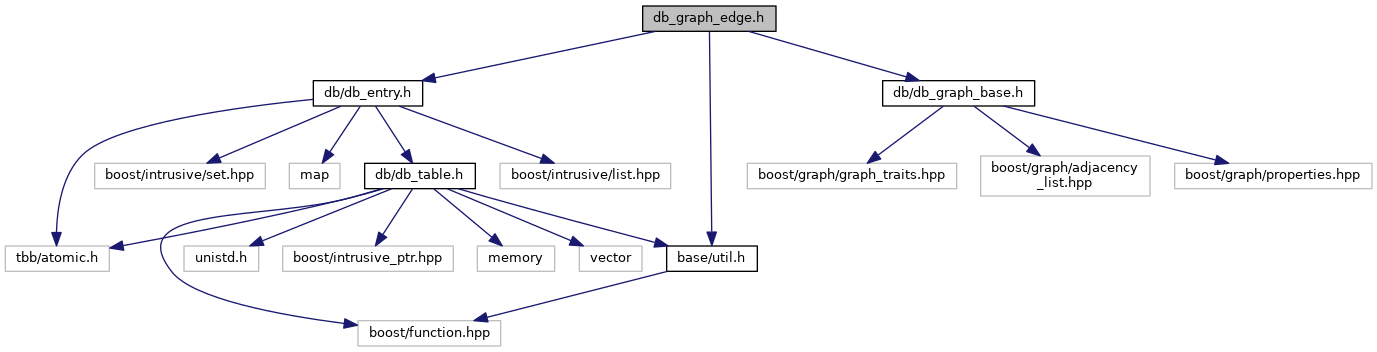 db_graph_edge.h
db/db_entry.h
db/db_graph_base.h
boost/intrusive/set.hpp
map
db/db_table.h
boost/intrusive/list.hpp
boost/graph/graph_traits.hpp
boost/graph/adjacency
_list.hpp
boost/graph/properties.hpp
tbb/atomic.h
unistd.h
boost/intrusive_ptr.hpp
memory
vector
base/util.h
boost/function.hpp